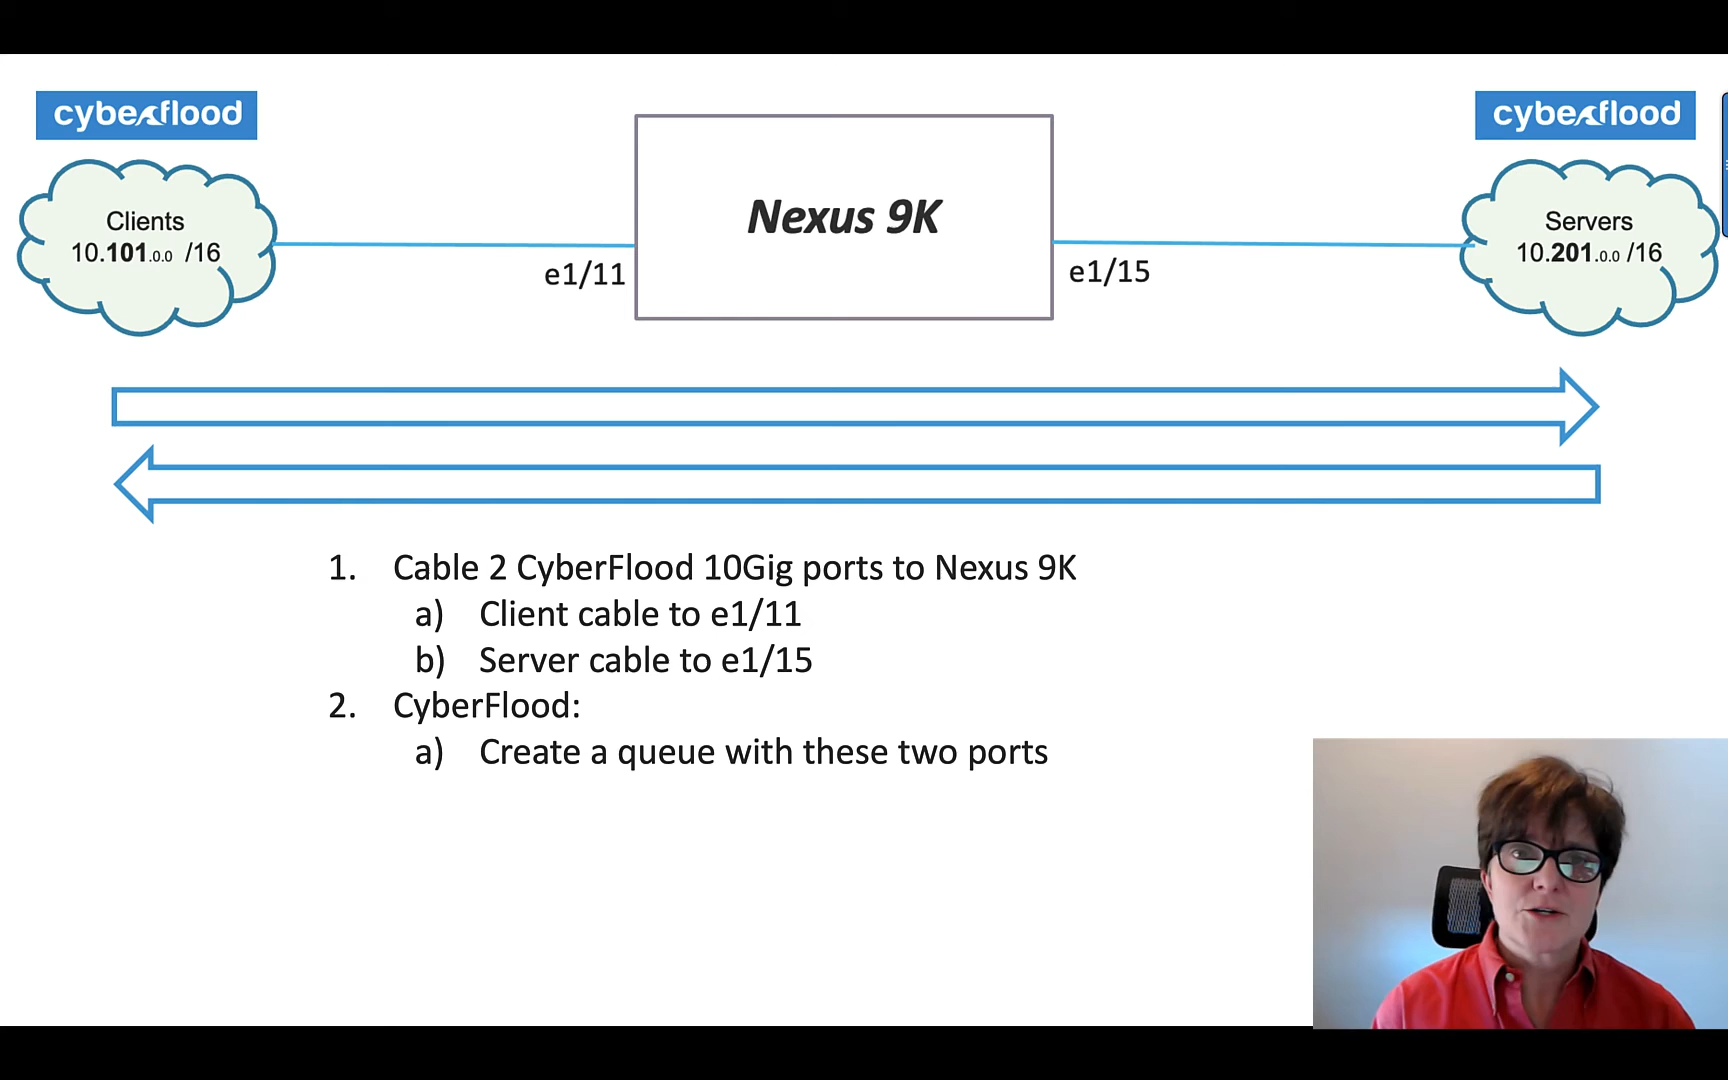 cyberflood
cyberflood
Clients
10.101.0.0 /16
Nexus 9K
Servers
10.201.0.0 /16
e1/11
e1/15
1. Cable 2 CyberFlood 10Gig ports to Nexus 9K
a) Client cable to e1/11
b) Server cable to e1/15
2. CyberFlood:
a) Create a queue with these two ports